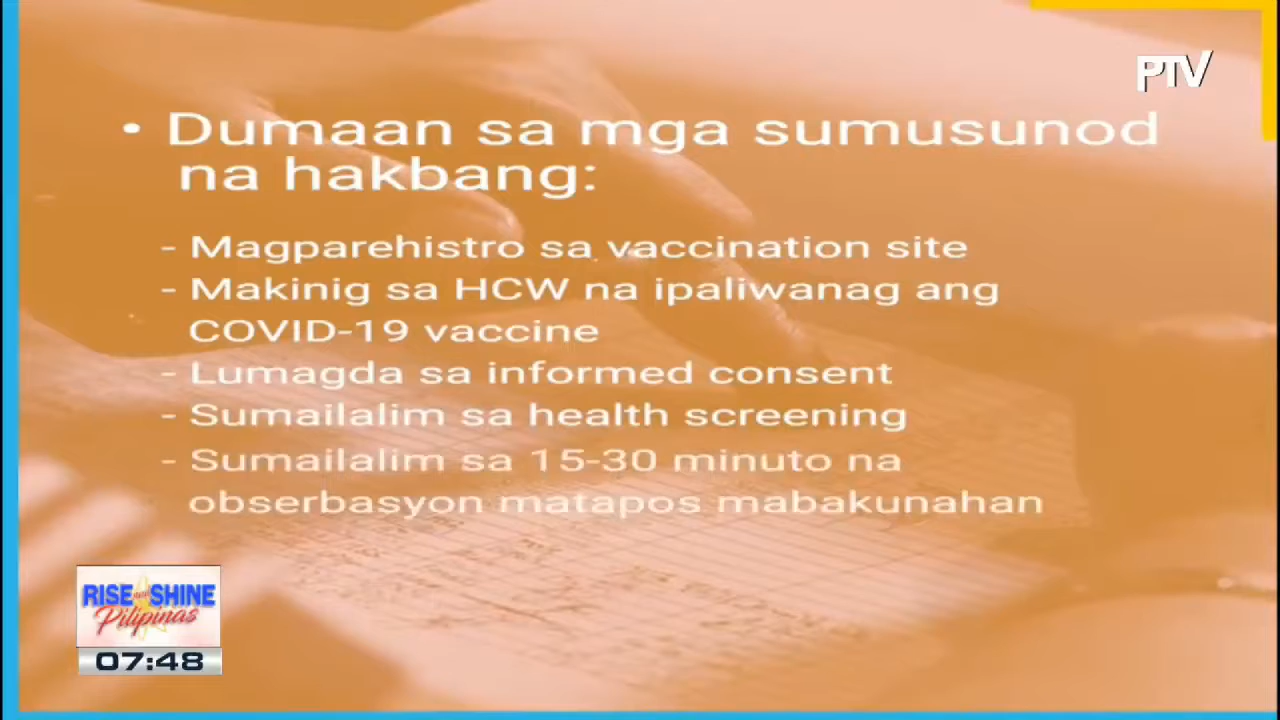 PTV
• Dumaan sa mga sumusunod
na hakbang:
- Magparehistro sa vaccination site
- Makinig sa HCW na ipaliwanag ang
COVID-19 vaccine
- Lumagda sa informed consent
- Sumailalim sa health screening
- Sumailalim sa 15-30 minuto na
obserbasyon matapos mabakunahan
RISE and SHINE
Pilipinas
07:48